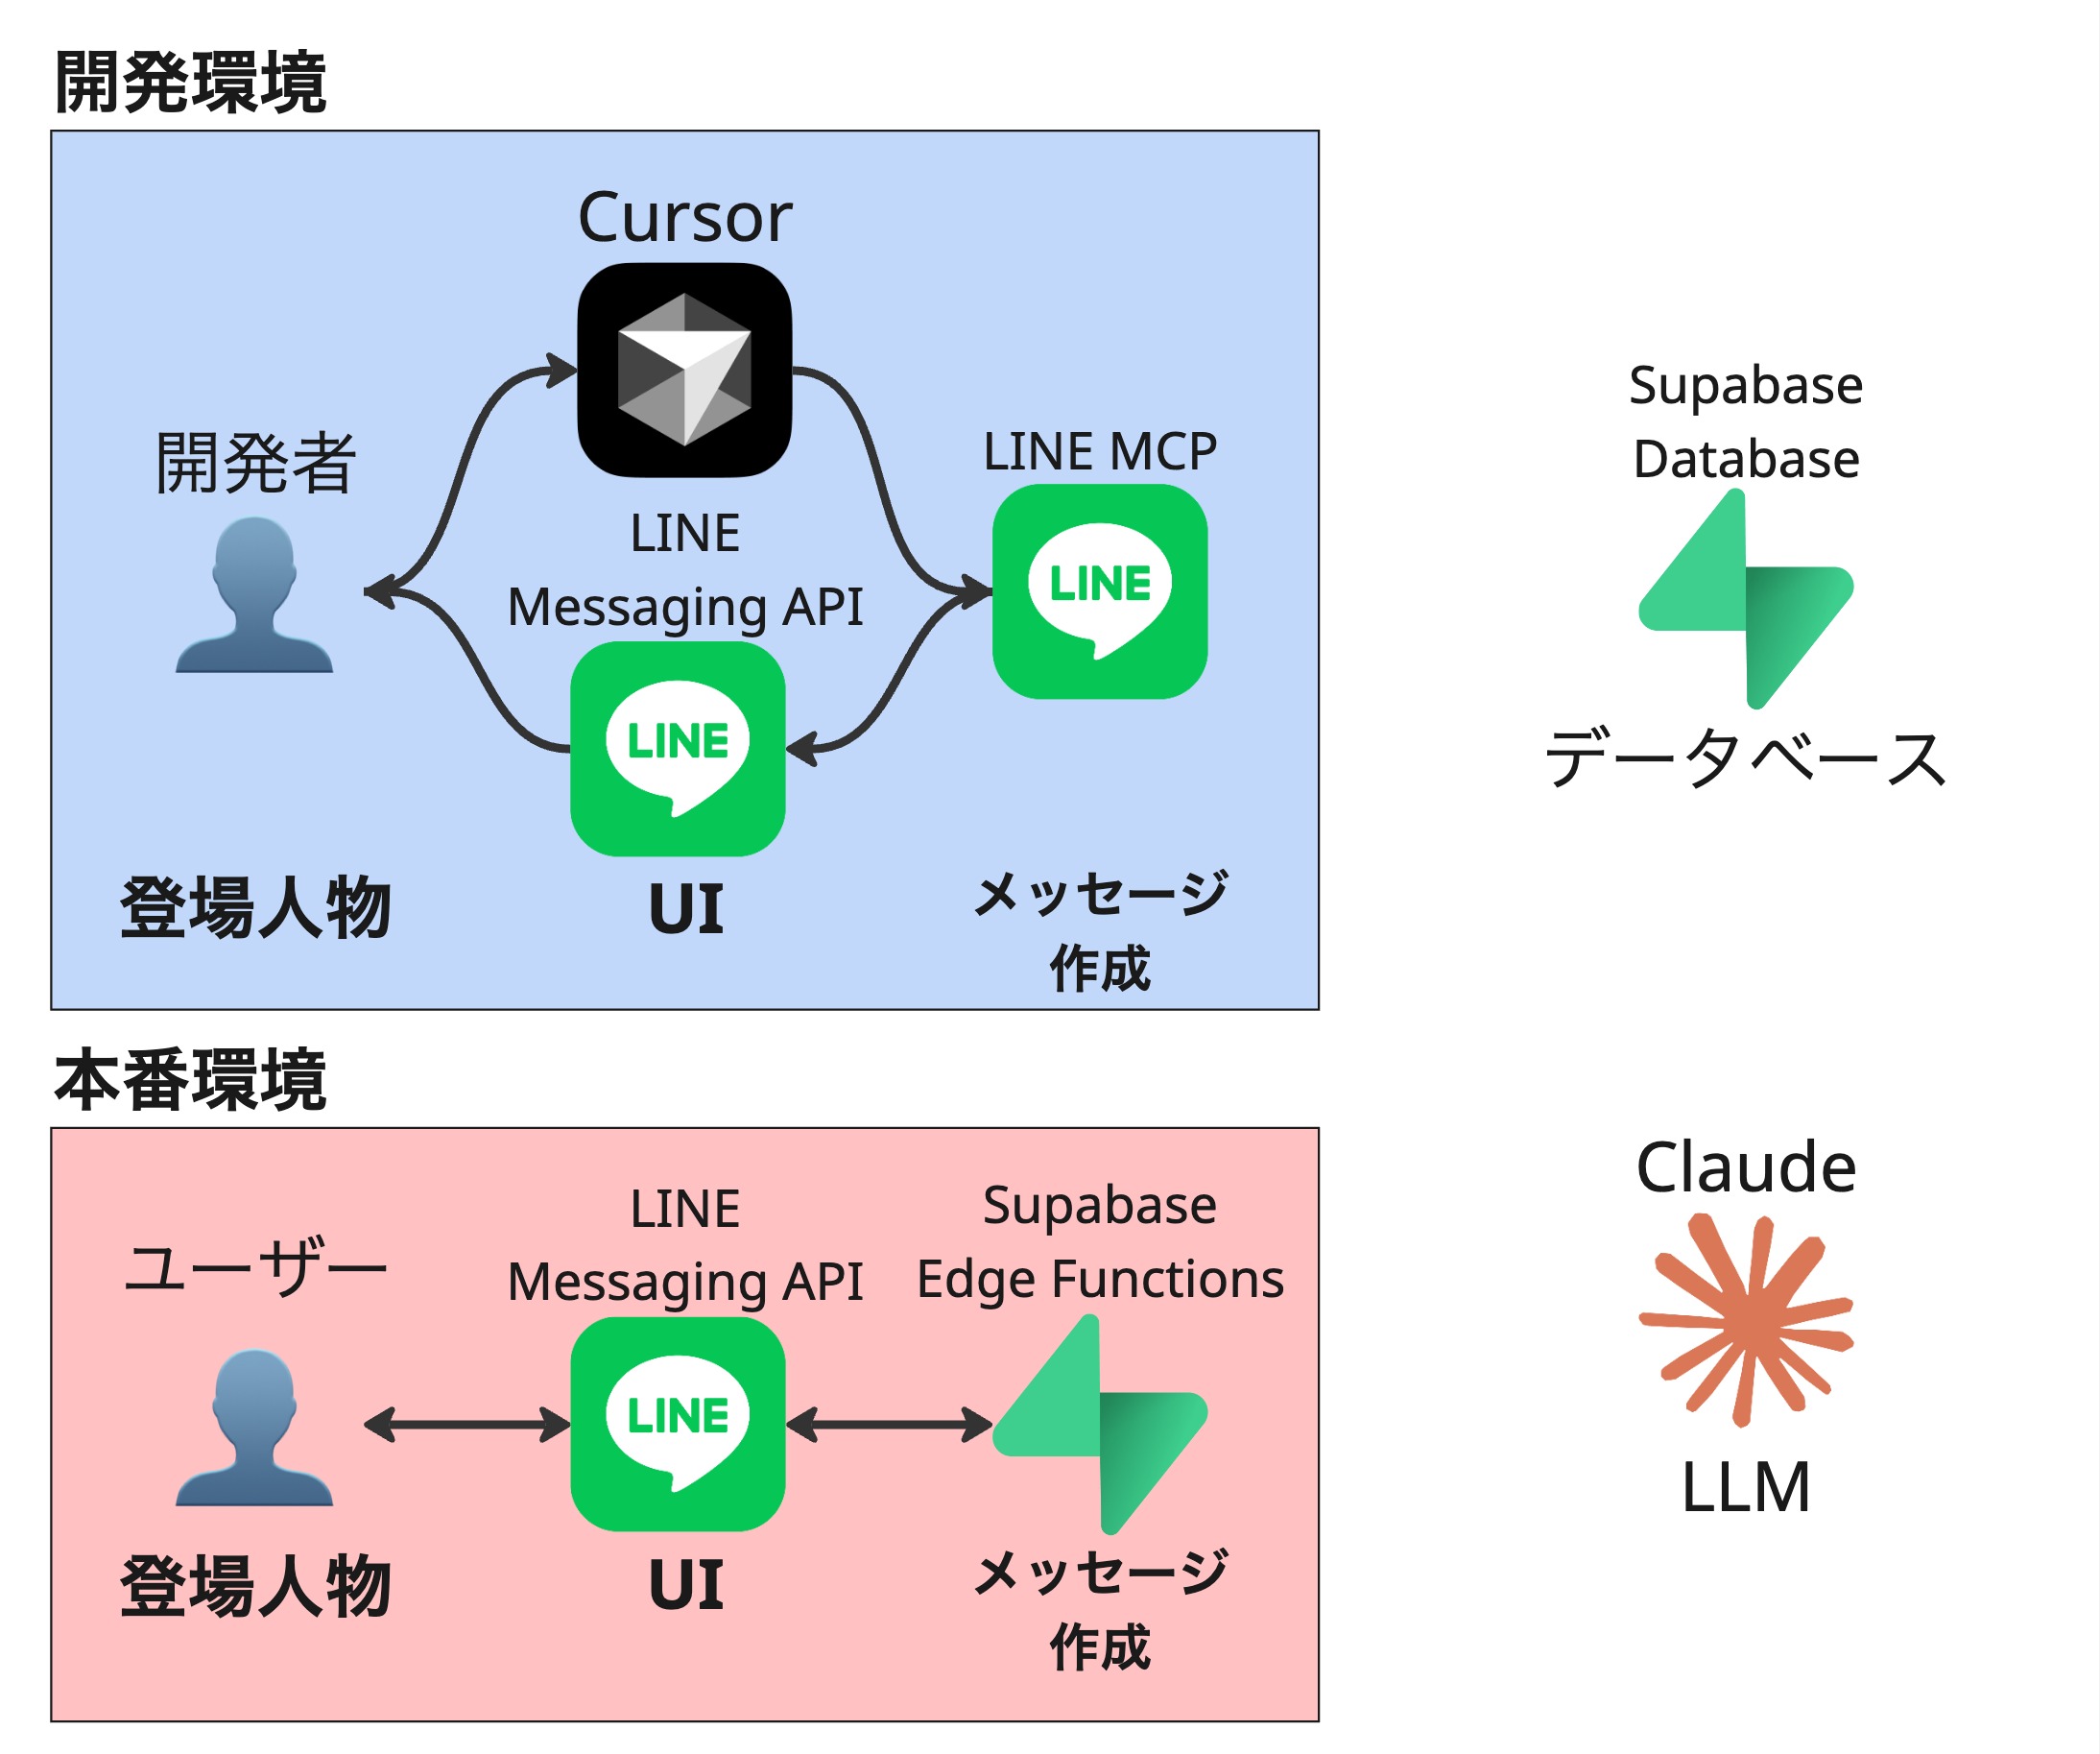 開発環境
Cursor
開発者
LINE
Messaging API
LINE
LINE MCP
LINE
登場人物
UI
メッセージ
作成
Supabase
Database
データベース
本番環境
ユーザー
LINE
Messaging API
LINE
Supabase
Edge Functions
登場人物
UI
メッセージ
作成
Claude
LLM